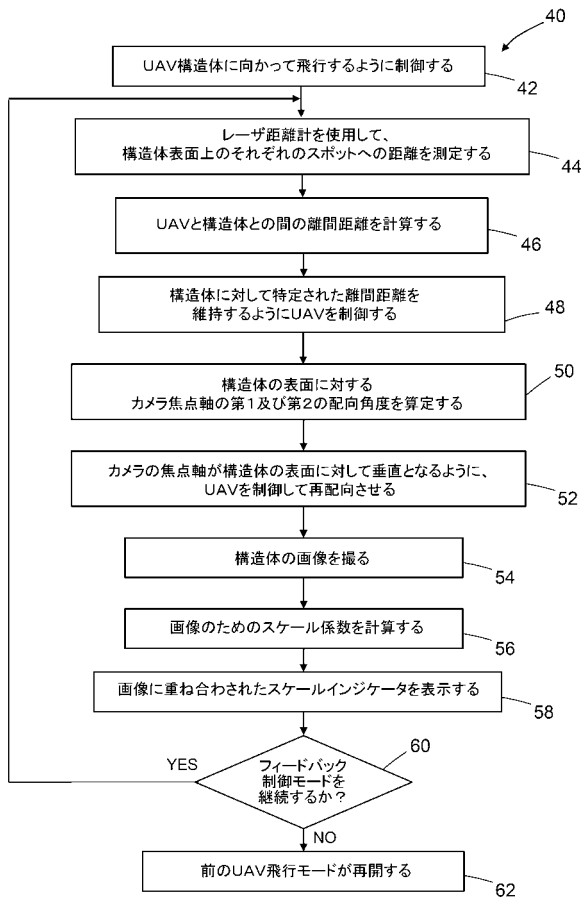 40
UAV構造体に向かって飛行するように制御する
42
レーザ距離計を使用して、
構造体表面上のそれぞれのスポットへの距離を測定する
44
UAVと構造体との間の離間距離を計算する
46
構造体に対して特定された離間距離を
維持するようにUAVを制御する
48
構造体の表面に対する
カメラ焦点軸の第1及び第2の配向角度を算定する
50
カメラの焦点軸が構造体の表面に対して垂直となるように、
UAVを制御して再配向させる
52
構造体の画像を撮る
54
画像のためのスケール係数を計算する
56
画像に重ね合わされたスケールインジケータを表示する
58
60
YES
フィードバック
制御モードを
継続するか?
NO
前のUAV飛行モードが再開する
62